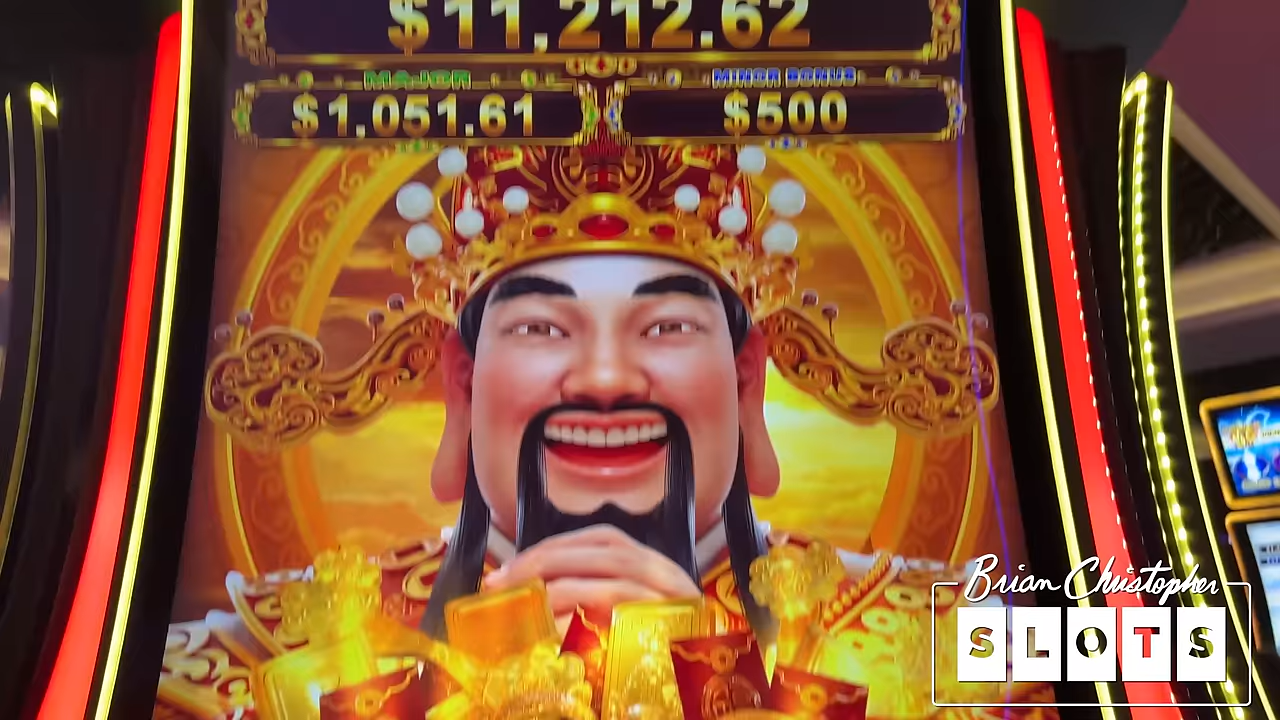 $11,212.62
MAJOR
MINOR BONUS
$1,051.61
$500
Brian Christopher
SLOTS